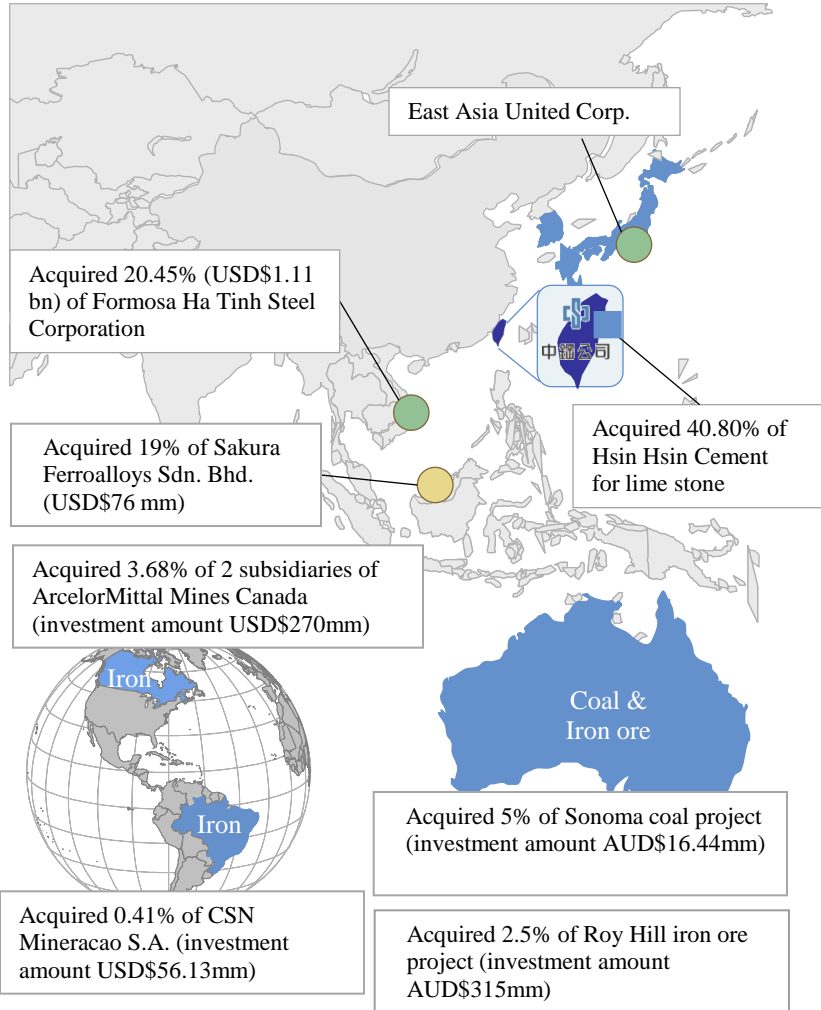 East Asia United Corp.
Acquired 20.45% (USD$1.11
bn) of Formosa Ha Tinh Steel
Corporation
中鋼公司
Acquired 40.80% of
Hsin Hsin Cement
for lime stone
Acquired 19% of Sakura
Ferroalloys Sdn. Bhd.
(USD$76 mm)
Acquired 3.68% of 2 subsidiaries of
ArcelorMittal Mines Canada
(investment amount USD$270mm)
Iron
Coal &
Iron ore
Iron
Acquired 5% of Sonoma coal project
(investment amount AUD$16.44mm)
Acquired 0.41% of CSN
Mineracao S.A. (investment
amount USD$56.13mm)
Acquired 2.5% of Roy Hill iron ore
project (investment amount
AUD$315mm)